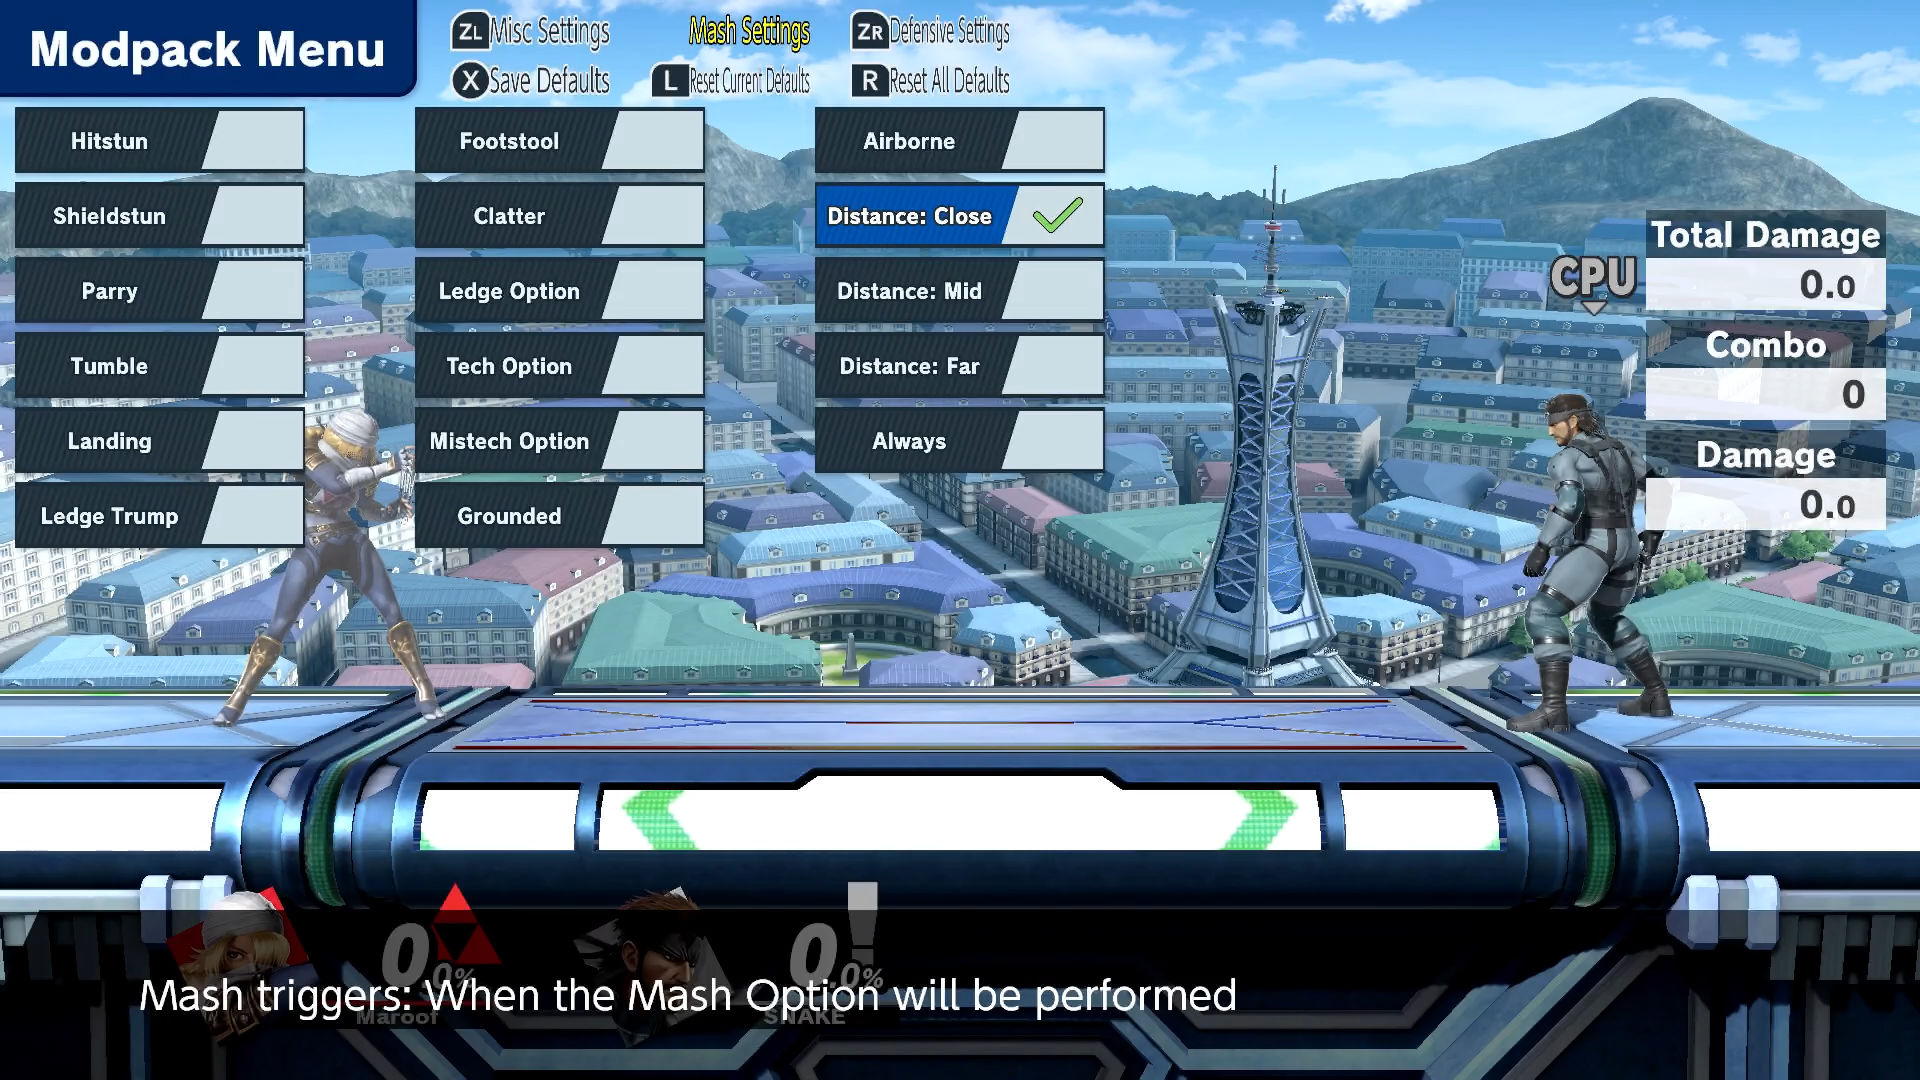 Modpack Menu
ZL Misc Settings
Mash Settings
ZR Defensive Settings
X Save Defaults
L Reset Current Defaults
R Reset All Defaults
Hitstun
Footstool
Airborne
Shieldstun
Clatter
Distance: Close
Parry
Ledge Option
Distance: Mid
Tumble
Tech Option
Distance: Far
Landing
Mistech Option
Always
Ledge Trump
Grounded
CPU
Total Damage
0.0
Combo
0
Damage
0.0
0.0%
0.0%
Mash triggers: When the Mash Option will be performed
Maroof
SNAKE